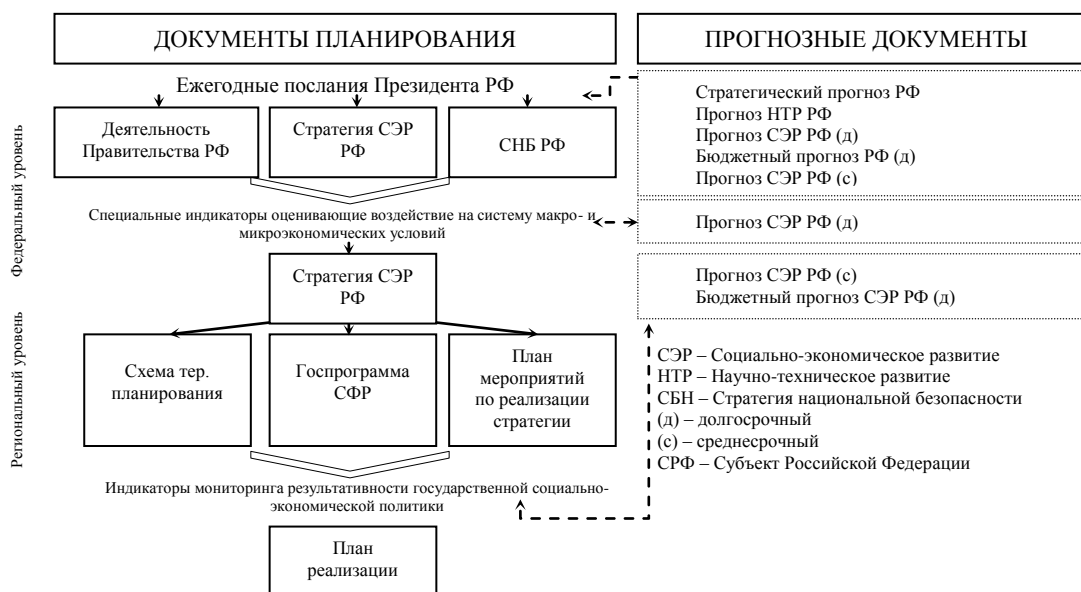 ДОКУМЕНТЫ ПЛАНИРОВАНИЯ
ПРОГНОЗНЫЕ ДОКУМЕНТЫ
Федеральный уровень
Ежегодные послания Президента РФ
Деятельность
Правительства РФ
Стратегия СЭР
РФ
СНБ РФ
Стратегический прогноз РФ
Прогноз НТР РФ
Прогноз СЭР РФ (д)
Бюджетный прогноз РФ (д)
Прогноз СЭР РФ (с)
Специальные индикаторы оценивающие воздействие на систему макро- и
микроэкономических условий
Прогноз СЭР РФ (д)
Стратегия СЭР
РФ
Прогноз СЭР РФ (с)
Бюджетный прогноз СЭР РФ (д)
Региональный уровень
Схема тер.
планирования
Госпрограмма
СФР
План
мероприятий
по реализации
стратегии
СЭР – Социально-экономическое развитие
НТР – Научно-техническое развитие
СБН – Стратегия национальной безопасности
(д) – долгосрочный
(с) – среднесрочный
СРФ – Субъект Российской Федерации
Индикаторы мониторинга результативности государственной социально-
экономической политики
План
реализации